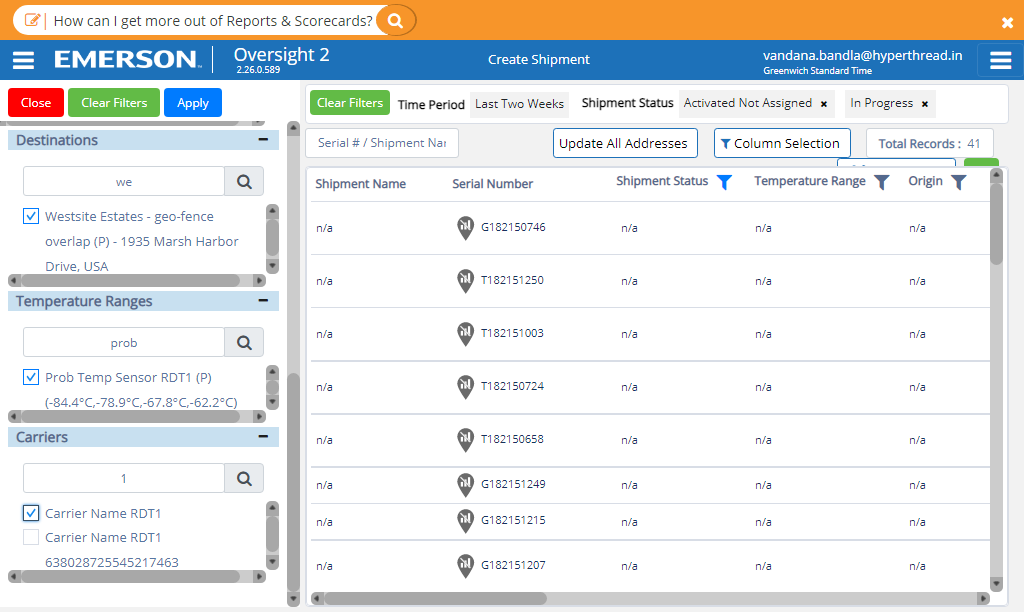 How can I get more out of Reports & Scorecards?
EMERSON
Oversight 2
2.26.0.589
Create Shipment
vandana.bandla@hyperthread.in
Greenwich Standard Time
Close
Clear Filters
Apply
Destinations
we
Westsite Estates - geo-fence
overlap (P) - 1935 Marsh Harbor
Drive, USA
Temperature Ranges
prob
Prob Temp Sensor RDT1 (P)
(-84.4°C,-78.9°C,-67.8°C,-62.2°C)
Carriers
1
Carrier Name RDT1
Carrier Name RDT1
638028725545217463
Clear Filters Time Period Last Two Weeks Shipment Status Activated Not Assigned × In Progress ×
Serial # / Shipment Nar Update All Addresses Column Selection Total Records : 41
Shipment Name Serial Number Shipment Status Temperature Range Origin
n/a G182150746 n/a n/a n/a
n/a T182151250 n/a n/a n/a
n/a T182151003 n/a n/a n/a
n/a T182150724 n/a n/a n/a
n/a T182150658 n/a n/a n/a
n/a G182151249 n/a n/a n/a
n/a G182151215 n/a n/a n/a
n/a G182151207 n/a n/a n/a